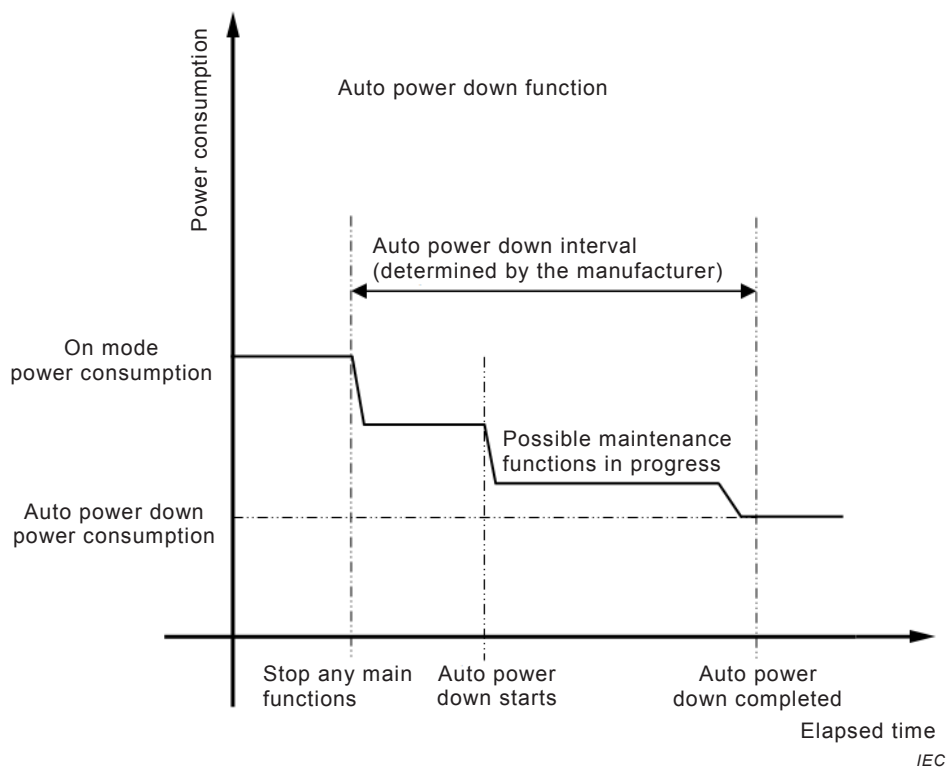 Power consumption
Auto power down function
Auto power down interval
(determined by the manufacturer)
On mode
power consumption
Possible maintenance
functions in progress
Auto power down
power consumption
Stop any main
functions
Auto power
down starts
Auto power
down completed
Elapsed time
IEC